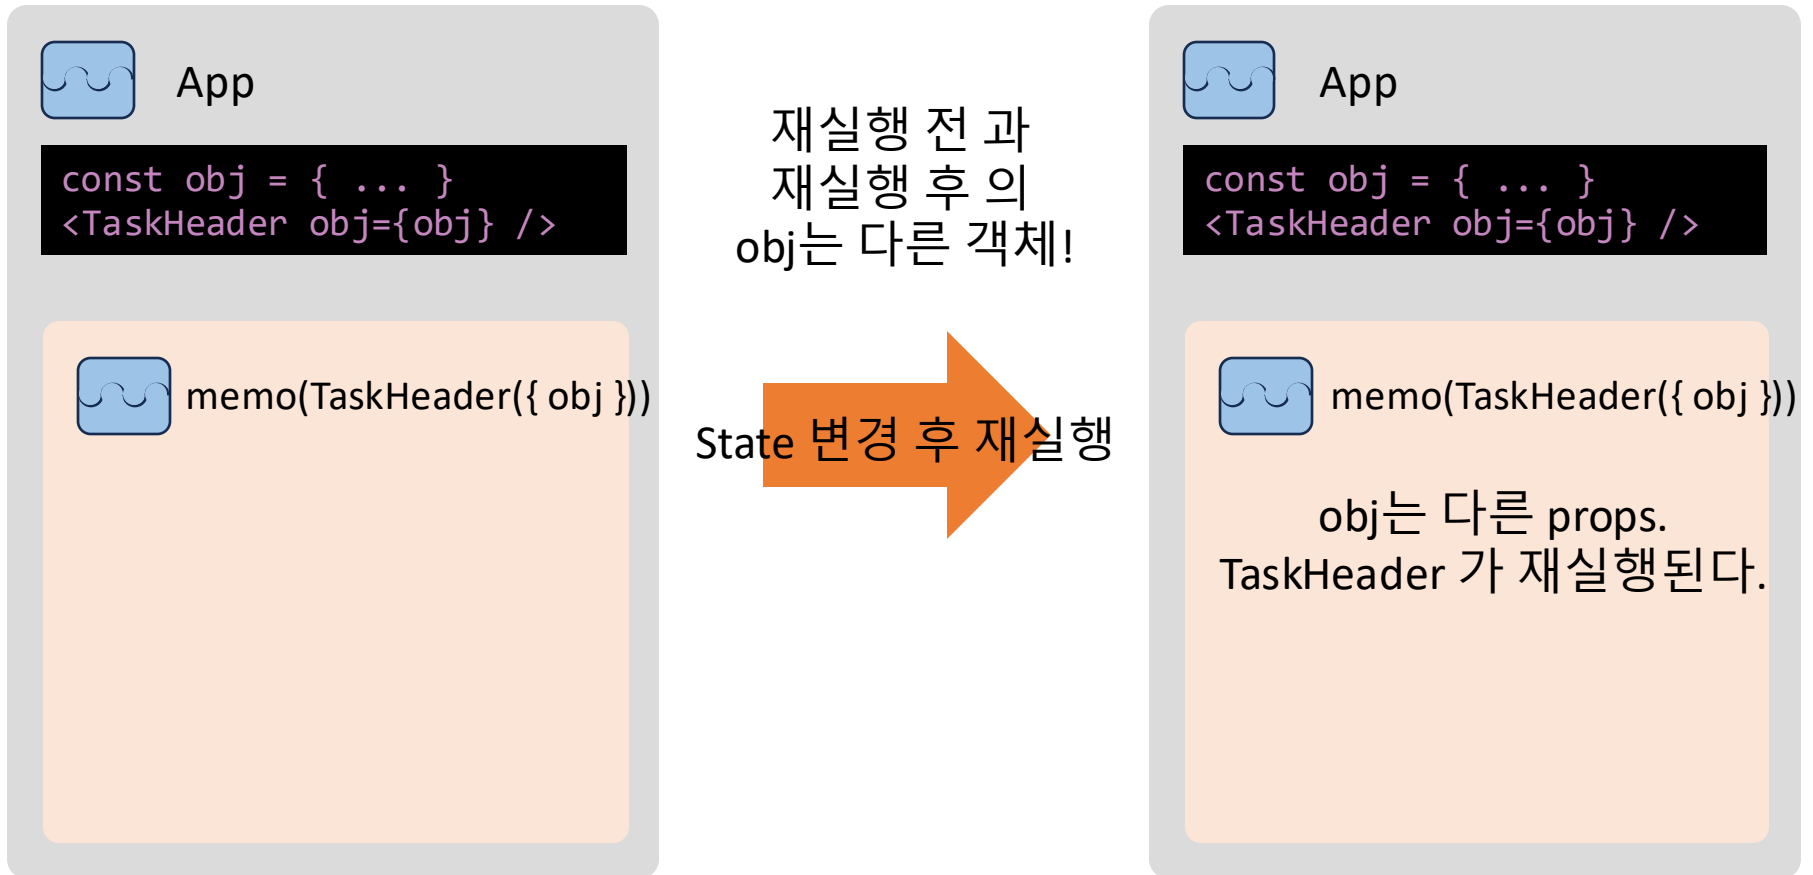 App
const obj = { ... }
<TaskHeader obj={obj} />
memo(TaskHeader({ obj }))
재실행 전 과
재실행 후 의
obj는 다른 객체!
State 변경 후 재실행
App
const obj = { ... }
<TaskHeader obj={obj} />
memo(TaskHeader({ obj }))
obj는 다른 props.
TaskHeader 가 재실행된다.